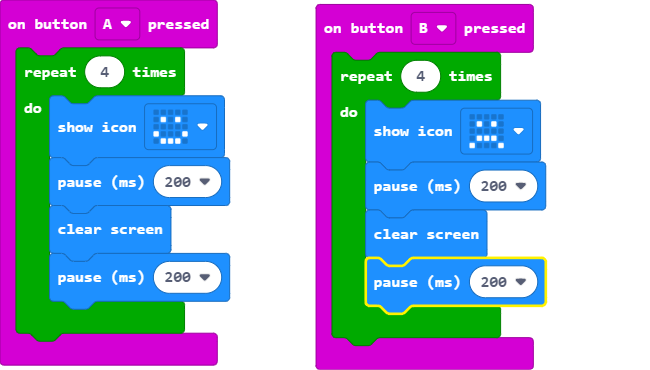 on button A pressed
repeat 4 times
do
show icon
pause (ms) 200
clear screen
pause (ms) 200
on button B pressed
repeat 4 times
do
show icon
pause (ms) 200
clear screen
pause (ms) 200